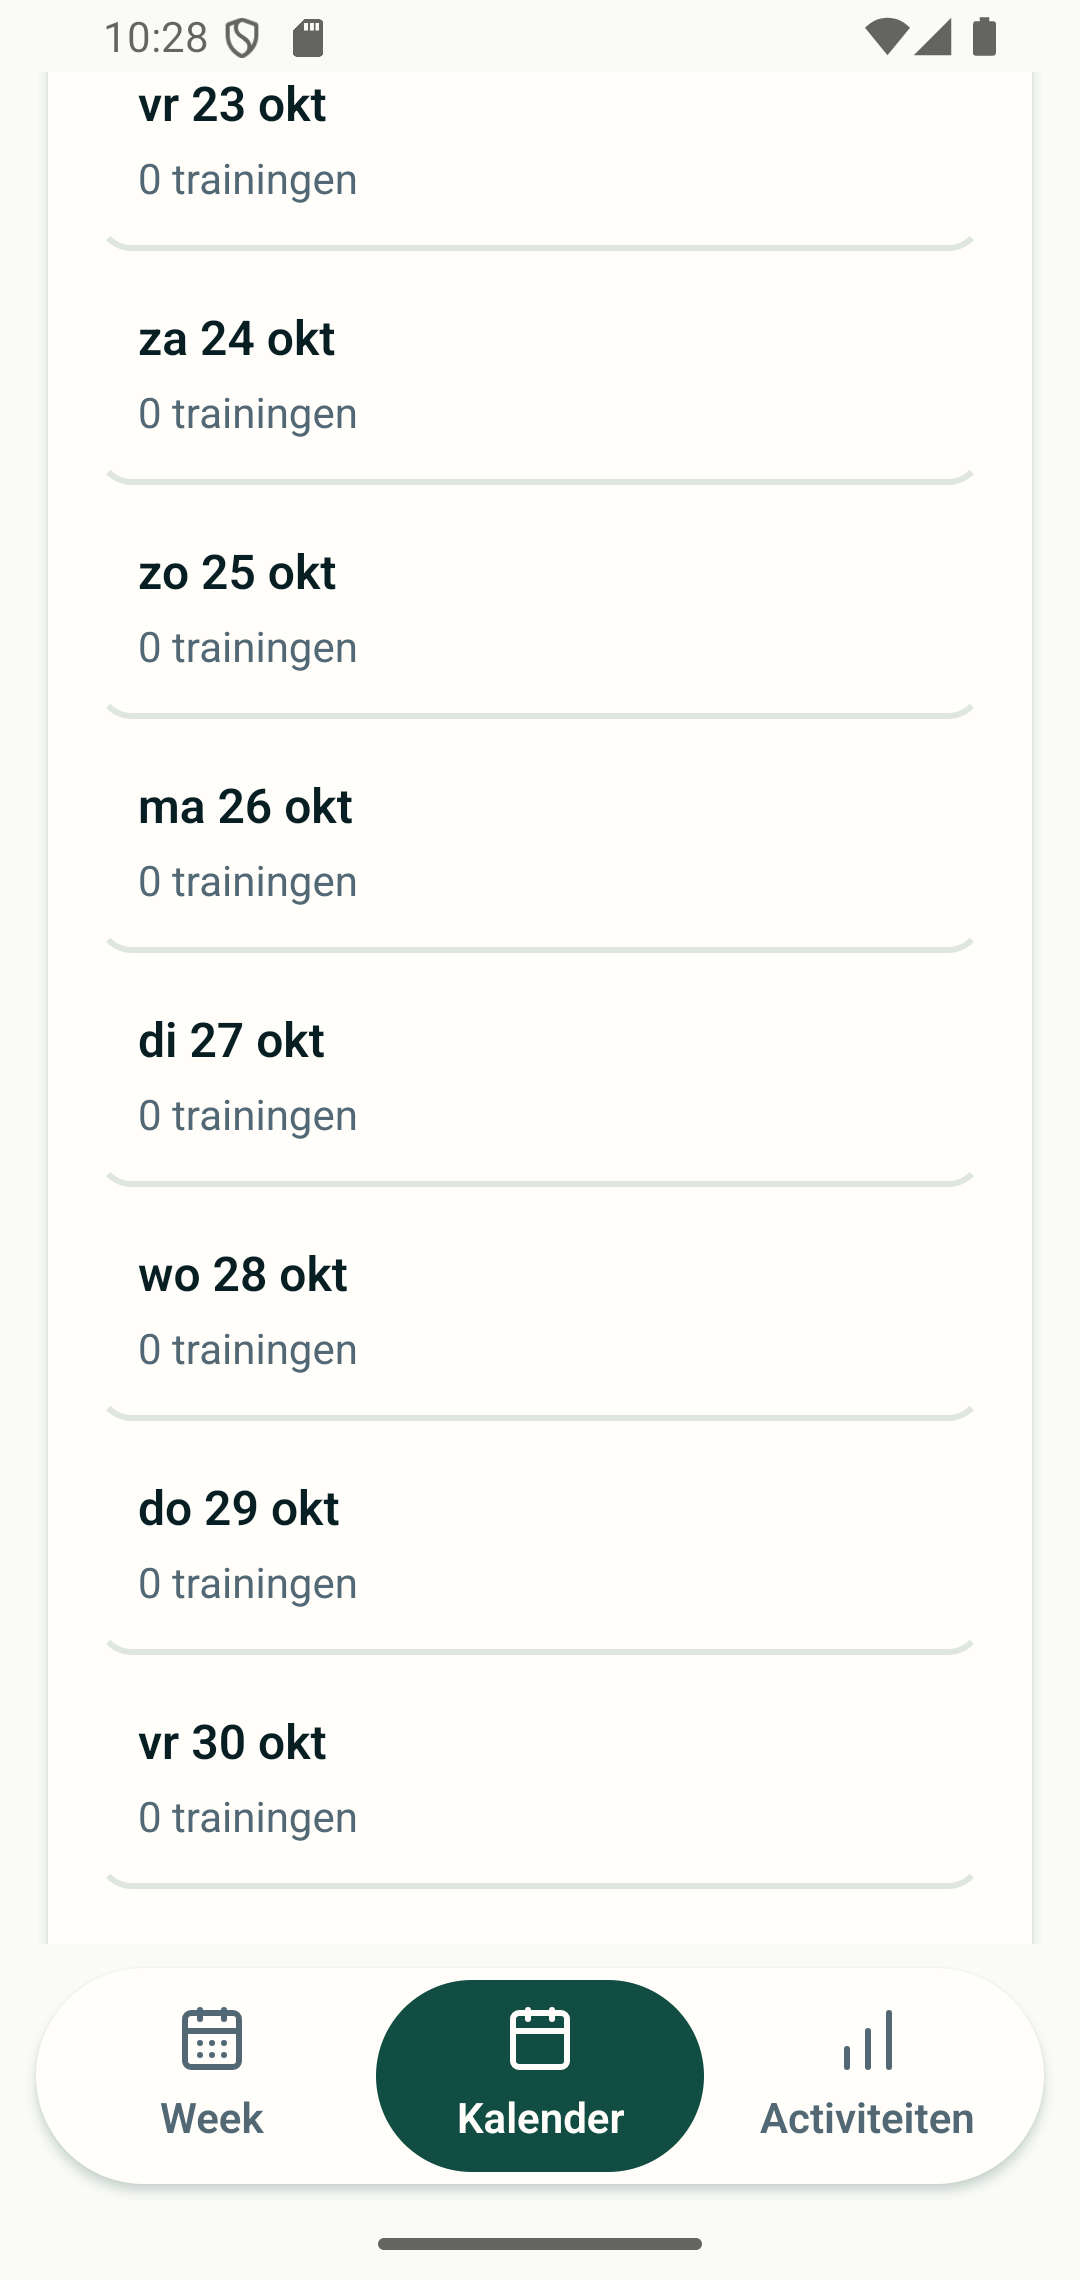 10:28
vr 23 okt
0 trainingen
za 24 okt
0 trainingen
zo 25 okt
0 trainingen
ma 26 okt
0 trainingen
di 27 okt
0 trainingen
wo 28 okt
0 trainingen
do 29 okt
0 trainingen
vr 30 okt
0 trainingen
Week
Kalender
Activiteiten